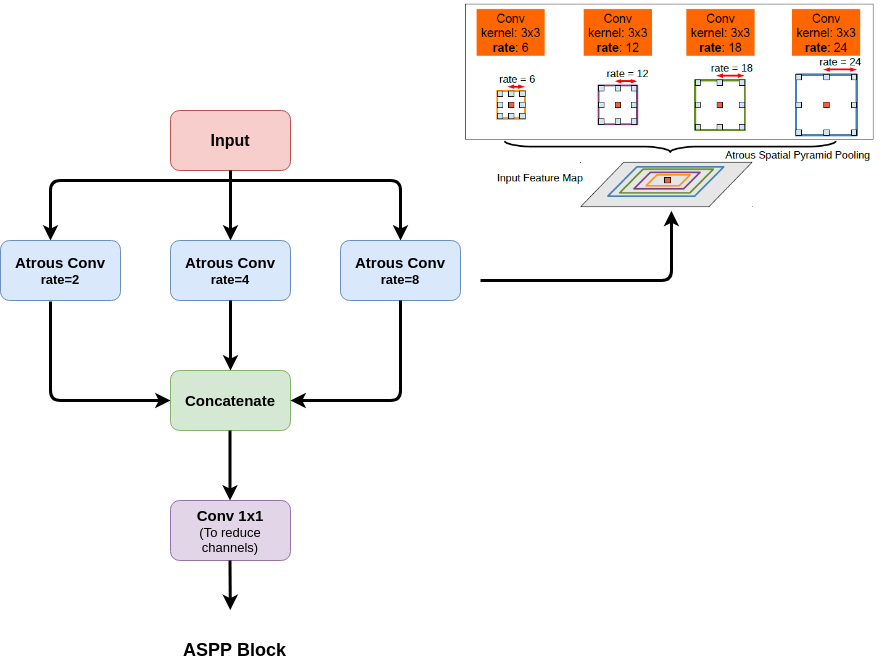 Conv
kernel: 3x3
rate: 6
Conv
kernel: 3x3
rate: 12
Conv
kernel: 3x3
rate: 18
Conv
kernel: 3x3
rate: 24
rate = 6
rate = 12
rate = 18
rate = 24
Atrous Spatial Pyramid Pooling
Input Feature Map
Input
Atrous Conv
rate=2
Atrous Conv
rate=4
Atrous Conv
rate=8
Concatenate
Conv 1x1
(To reduce
channels)
ASPP Block